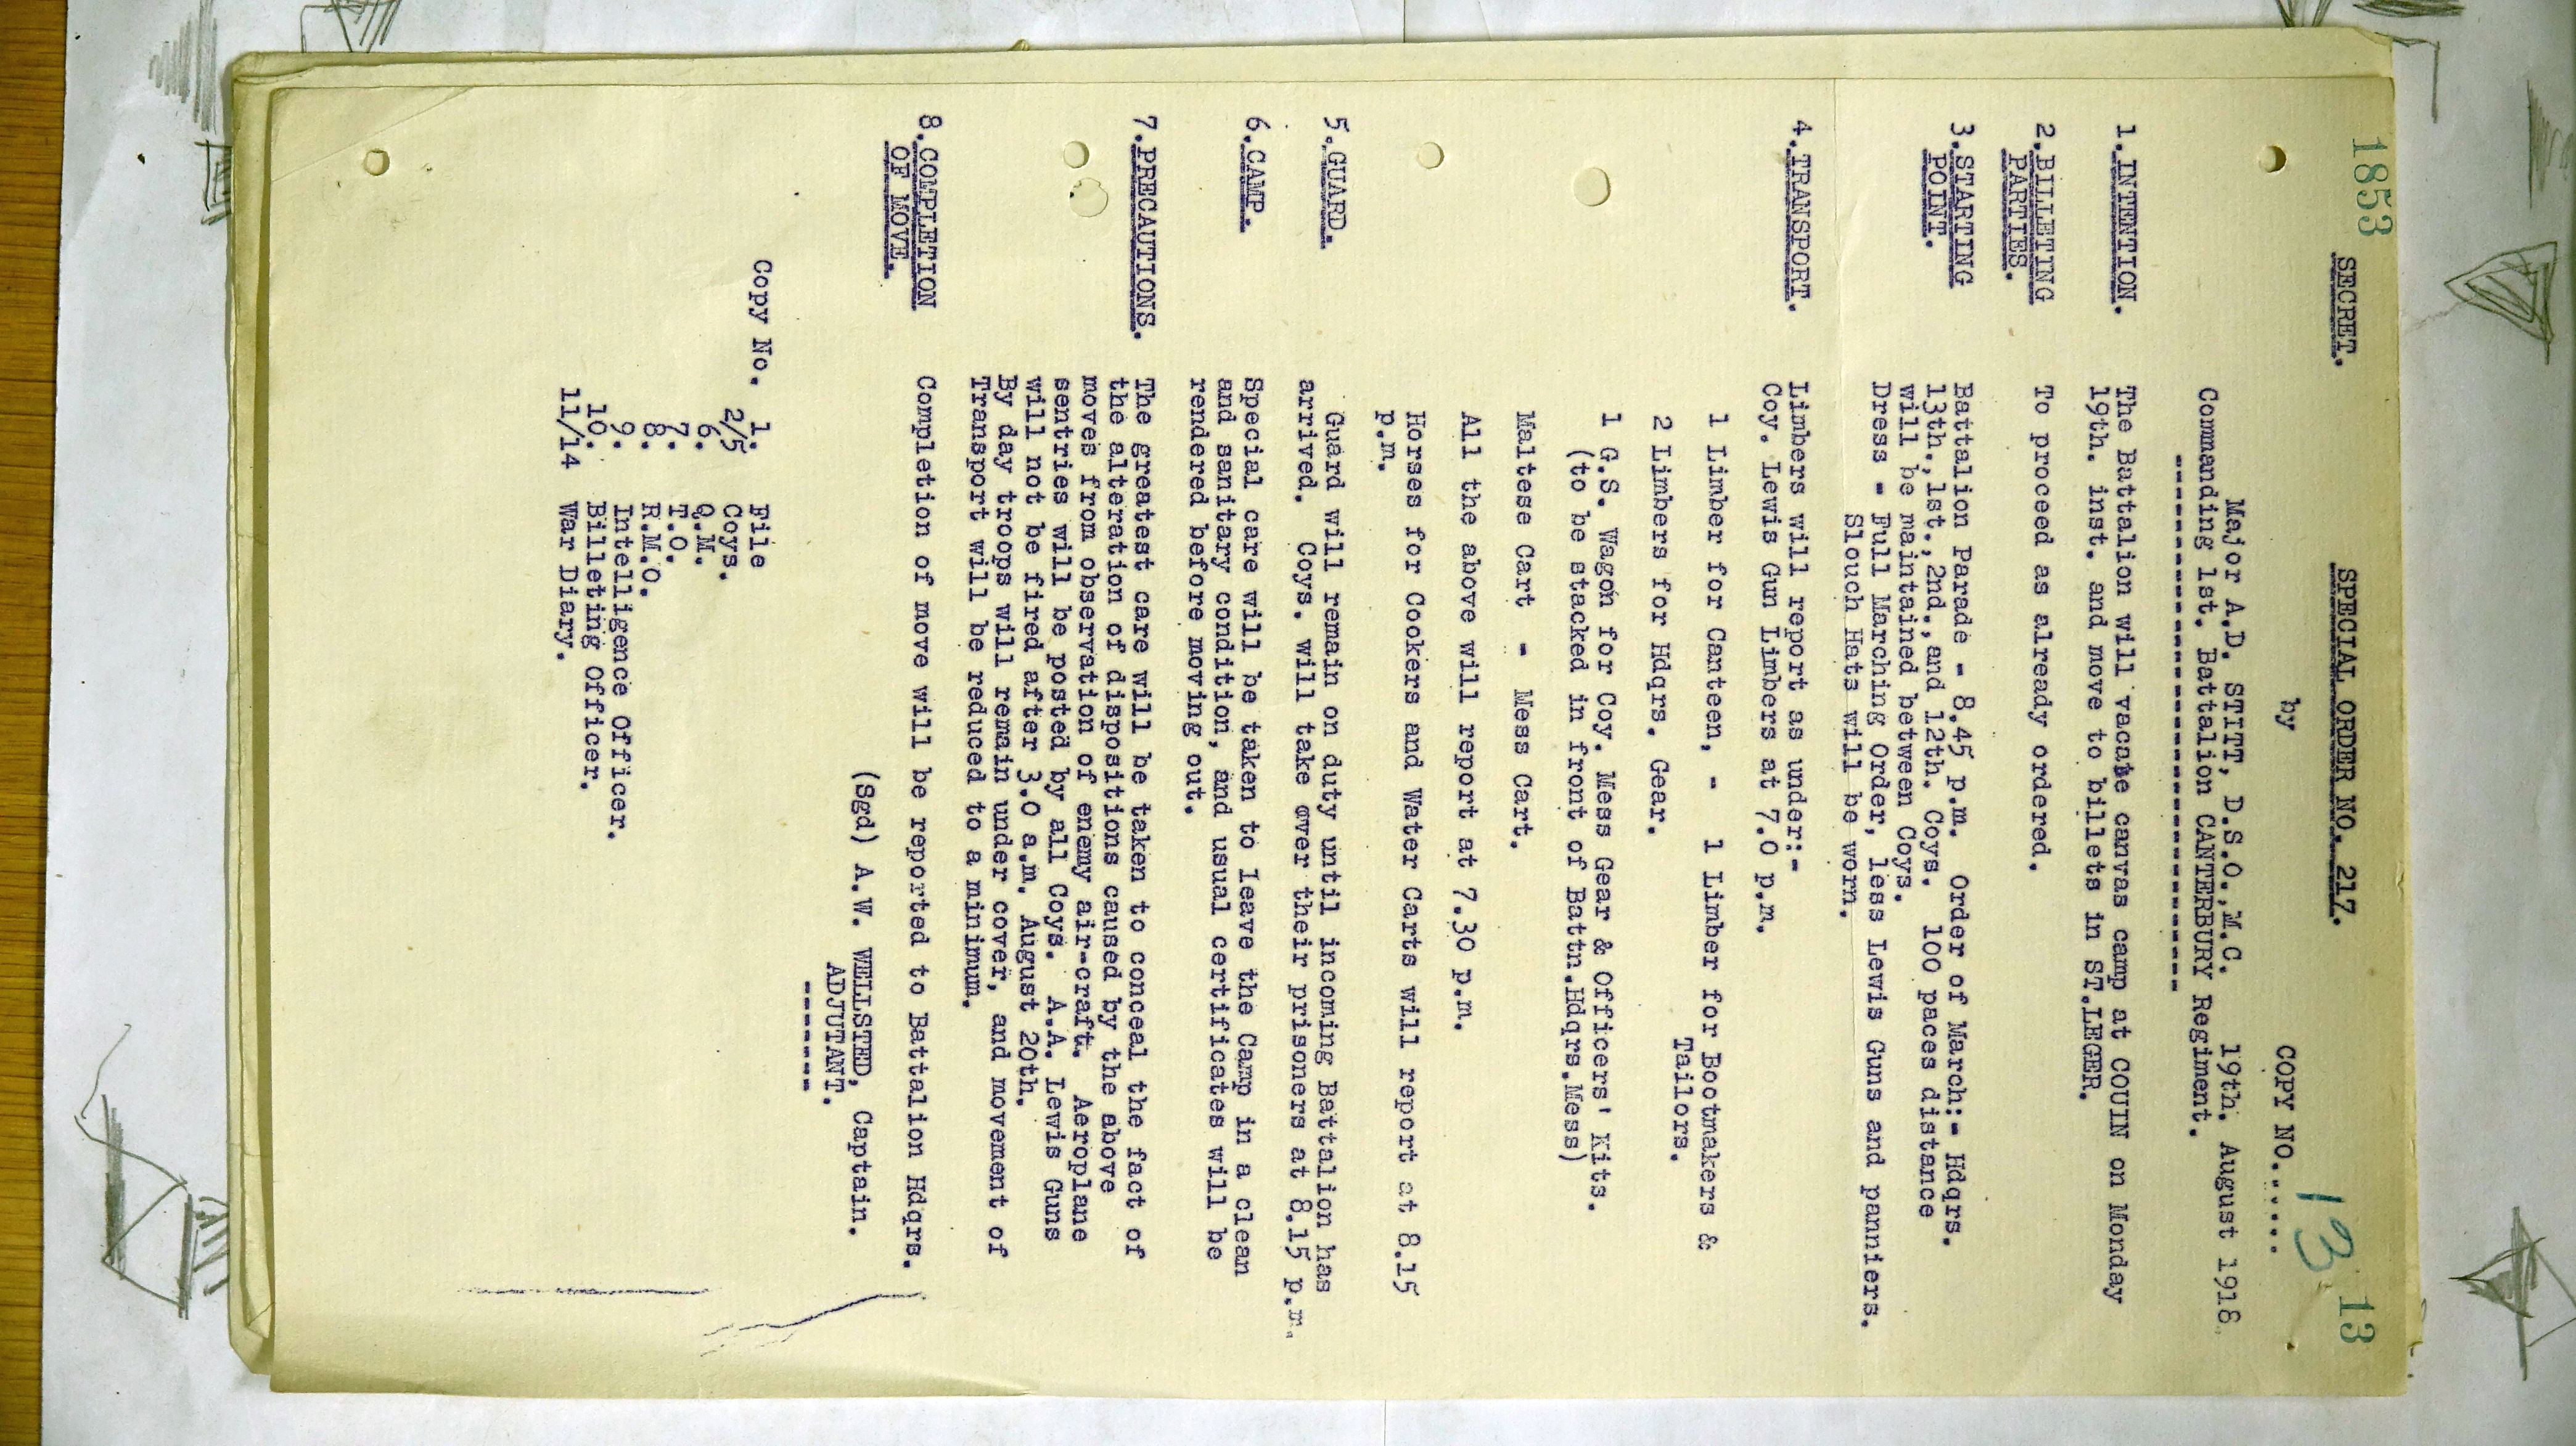 1853 SECRET. SPECIAL ORDER NO. 217. 13
by COPY NO....... 13
Major A.D. STITT, D.S.O.,M.C. 19th. August 1918.
Commanding 1st. Battalion CANTERBURY Regiment.
1. INTENTION. The Battalion will vacate canvas camp at COUIN on Monday
19th. inst. and move to billets in ST.LEGER.
2. BILLETING To proceed as already ordered.
PARTIES.
3. STARTING Battalion Parade - 8.45 p.m. Order of March:- Hdqrs.
POINT. 13th.,1st.,2nd.,and 12th. Coys. 100 paces distance
will be maintained between Coys.
Dress - Full Marching Order, less Lewis Guns and panniers.
Slouch Hats will be worn.
4. TRANSPORT. Limbers will report as under:-
Coy. Lewis Gun Limbers at 7.0 p.m.
1 Limber for Canteen, - 1 Limber for Bootmakers &
Tailors.
2 Limbers for Hdqrs. Gear.
1 G.S. Wagon for Coy. Mess Gear & Officers' Kits.
(to be stacked in front of Battn.Hdqrs.Mess)
Maltese Cart - Mess Cart.
All the above will report at 7.30 p.m.
Horses for Cookers and Water Carts will report at 8.15
p.m.
5. GUARD. Guard will remain on duty until incoming Battalion has
arrived. Coys. will take over their prisoners at 8.15 p.m.
6. CAMP. Special care will be taken to leave the Camp in a clean
and sanitary condition, and usual certificates will be
rendered before moving out.
7. PRECAUTIONS. The greatest care will be taken to conceal the fact of
the alteration of dispositions caused by the above
moves from observation of enemy air-craft. Aeroplane
sentries will be posted by all Coys. A.A. Lewis Guns
will not be fired after 3.0 a.m. August 20th.
By day troops will remain under cover, and movement of
Transport will be reduced to a minimum.
8. COMPLETION Completion of move will be reported to Battalion Hdqrs.
OF MOVE.
(Sgd) A.W. WELLSTED, Captain.
ADJUTANT.
Copy No. 1. File
2/5 Coys.
6. Q.M.
7. T.O.
8. R.M.O.
9. Intelligence Officer.
10. Billeting Officer.
11/14 War Diary.